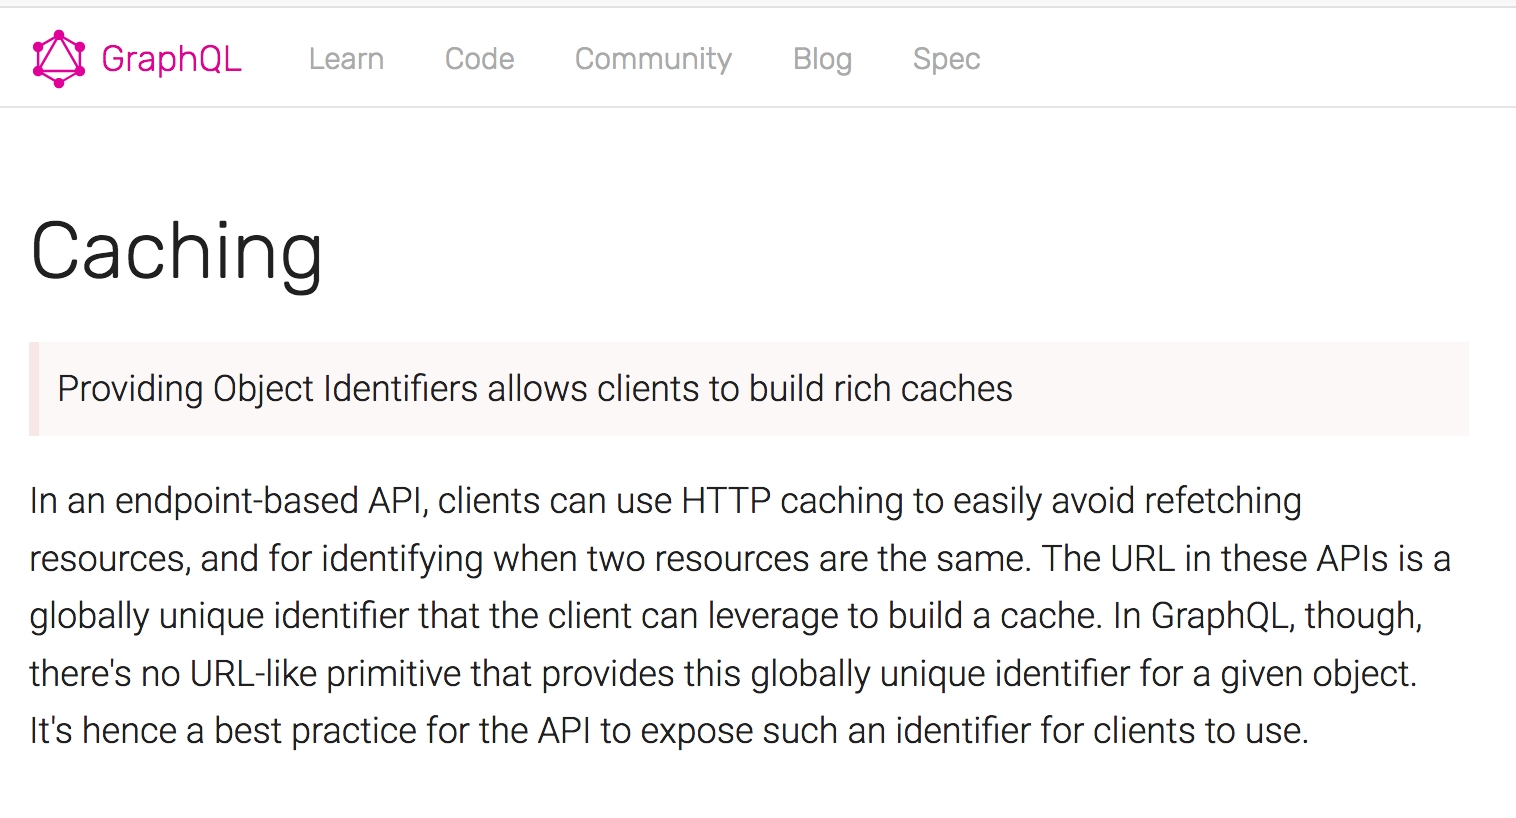 GraphQL Learn Code Community Blog Spec
Caching
Providing Object Identifiers allows clients to build rich caches
In an endpoint-based API, clients can use HTTP caching to easily avoid refetching
resources, and for identifying when two resources are the same. The URL in these APIs is a
globally unique identifier that the client can leverage to build a cache. In GraphQL, though,
there's no URL-like primitive that provides this globally unique identifier for a given object.
It's hence a best practice for the API to expose such an identifier for clients to use.